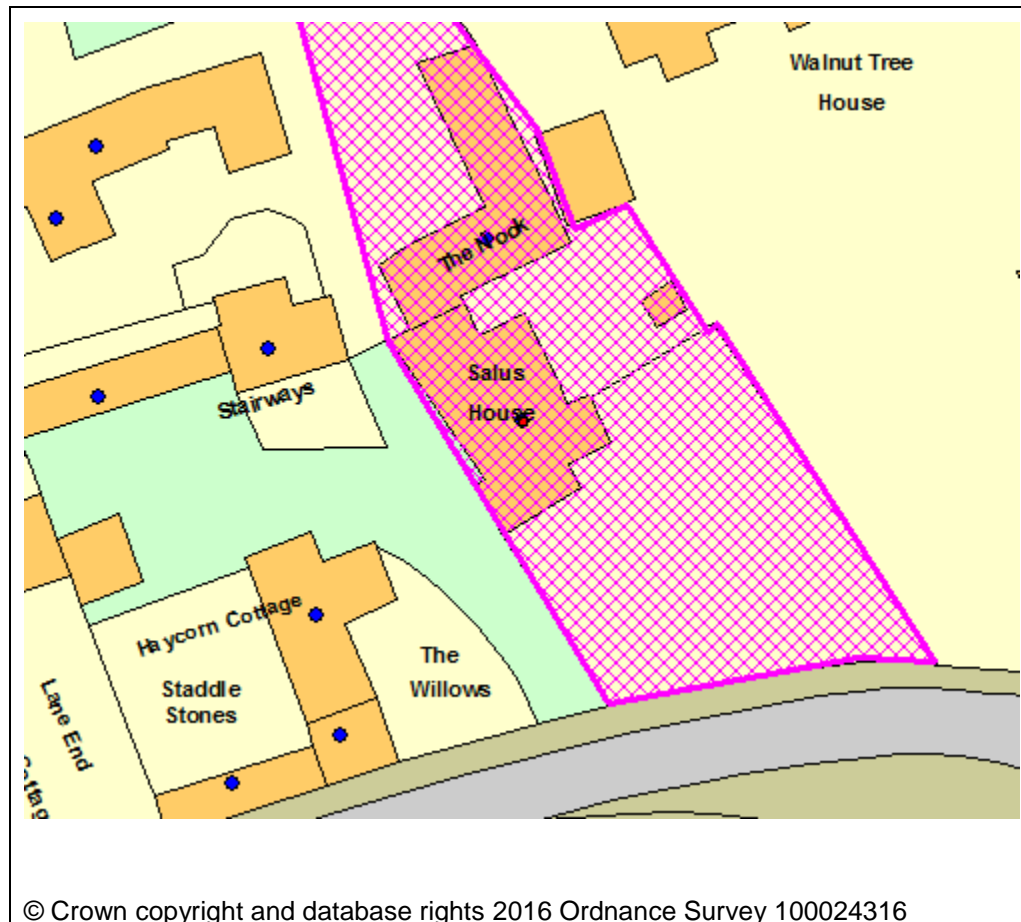 Walnut Tree
House
The Nook
Salus
House
Stairways
Haycorn Cottage
The
Willows
Staddle
Stones
Lane End
© Crown copyright and database rights 2016 Ordnance Survey 100024316